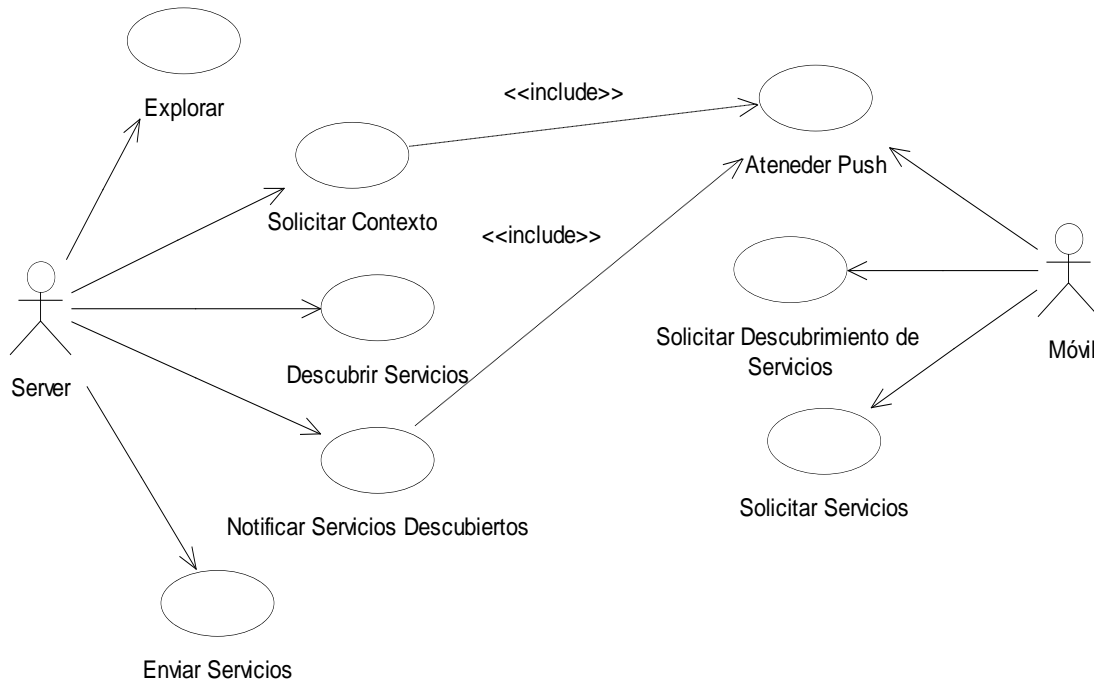 Explorar
<<include>>
Ateneder Push
Solicitar Contexto
<<include>>
Solicitar Descubrimiento de
Servicios
Móvil
Descubrir Servicios
Server
Notificar Servicios Descubiertos
Solicitar Servicios
Enviar Servicios